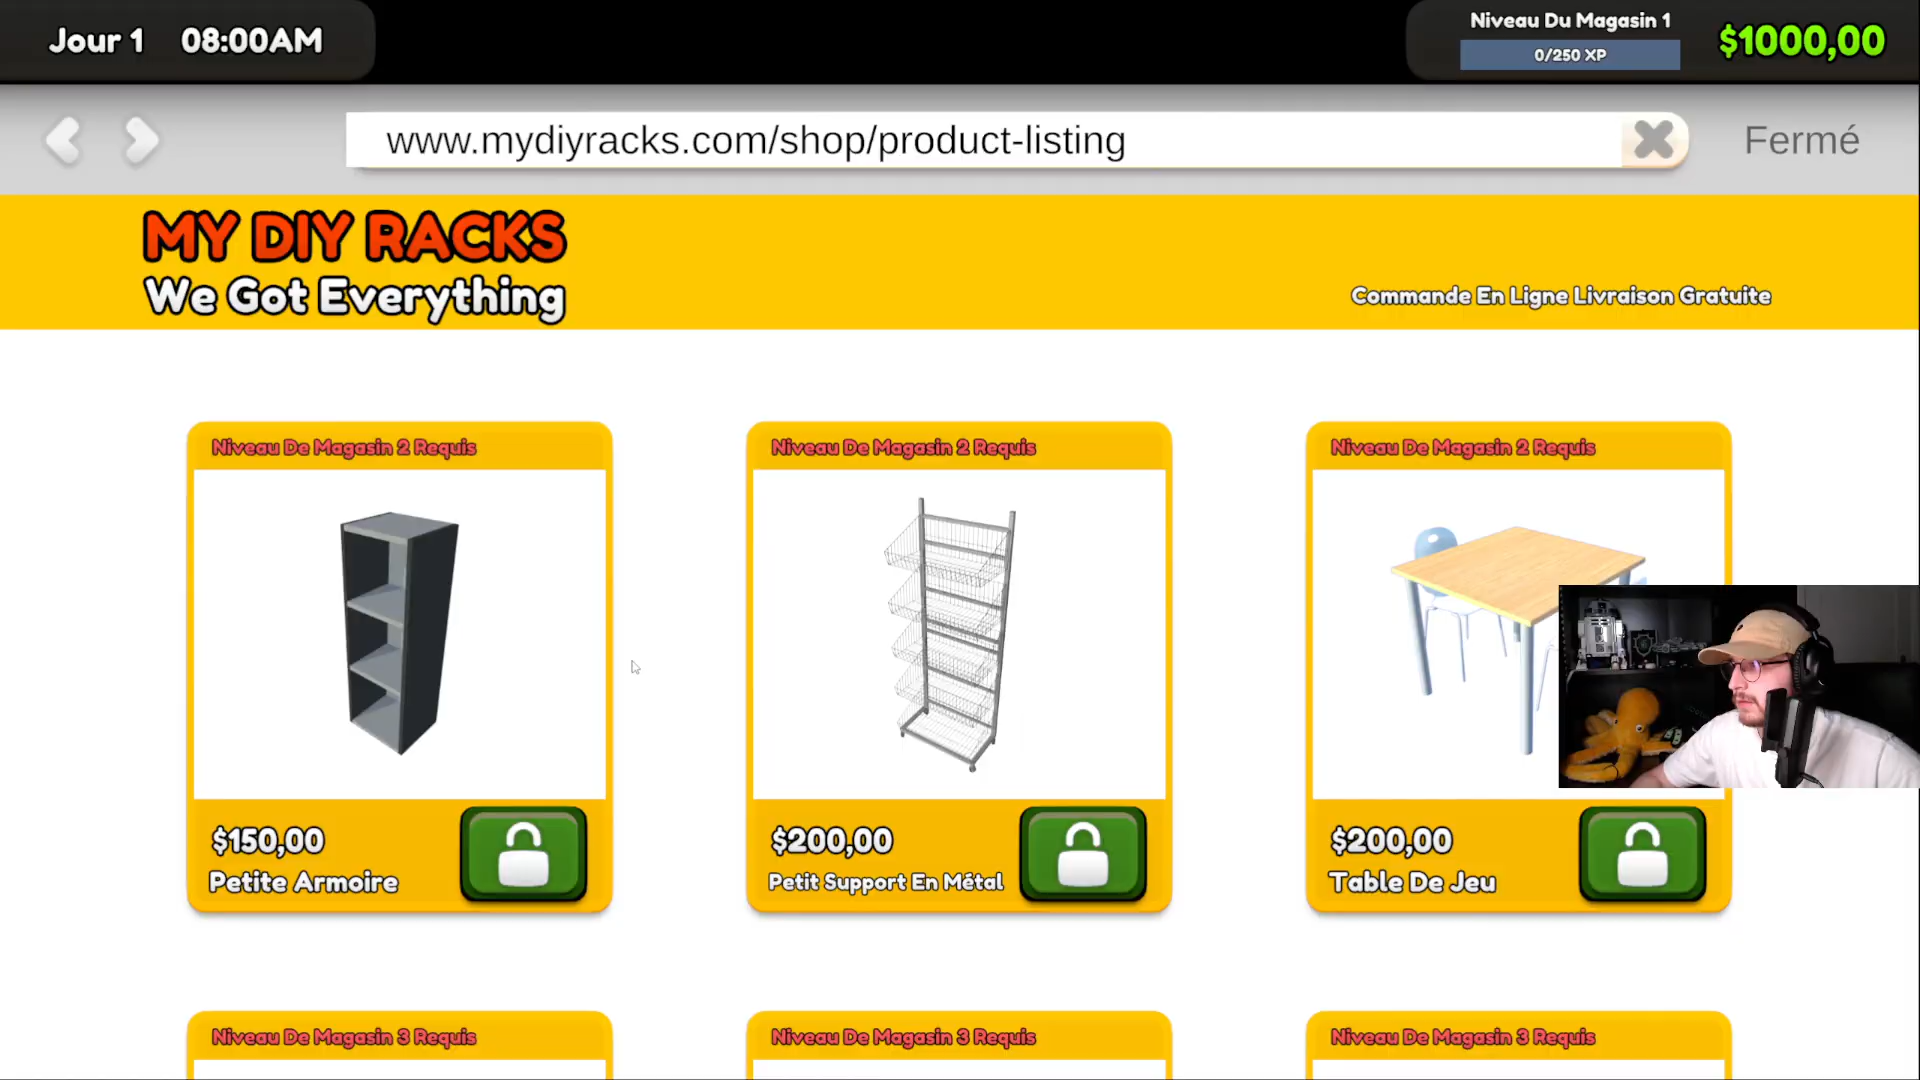 Jour 1 08:00AM
Niveau Du Magasin 1
0/250 XP
$1000,00
www.mydiyracks.com/shop/product-listing
Fermé
MY DIY RACKS
We Got Everything
Commande En Ligne Livraison Gratuite
Niveau De Magasin 2 Requis
$150,00
Petite Armoire
Niveau De Magasin 2 Requis
$200,00
Petit Support En Métal
Niveau De Magasin 2 Requis
$200,00
Table De Jeu
Niveau De Magasin 3 Requis
Niveau De Magasin 3 Requis
Niveau De Magasin 3 Requis